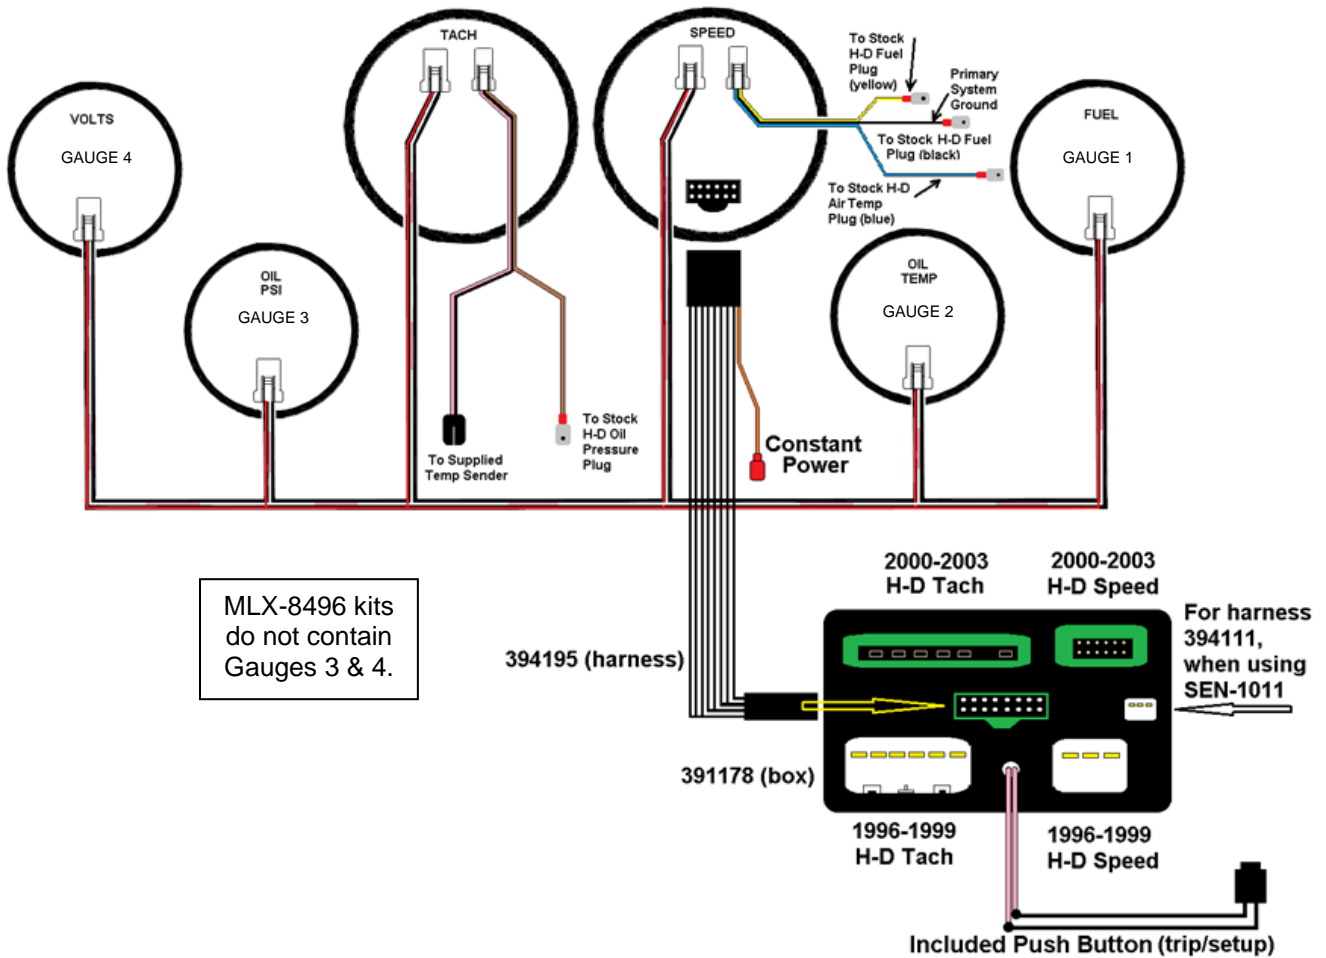 TACH
SPEED
To Stock
H-D Fuel
Plug
(yellow)
Primary
System
Ground
To Stock H-D Fuel
Plug (black)
To Stock H-D
Air Temp
Plug (blue)
VOLTS
GAUGE 4
FUEL
GAUGE 1
OIL
PSI
GAUGE 3
OIL
TEMP
GAUGE 2
To Supplied
Temp Sender
To Stock
H-D Oil
Pressure
Plug
Constant
Power
MLX-8496 kits
do not contain
Gauges 3 & 4.
2000-2003
H-D Tach
2000-2003
H-D Speed
For harness
394111,
when using
SEN-1011
394195 (harness)
391178 (box)
1996-1999
H-D Tach
1996-1999
H-D Speed
Included Push Button (trip/setup)